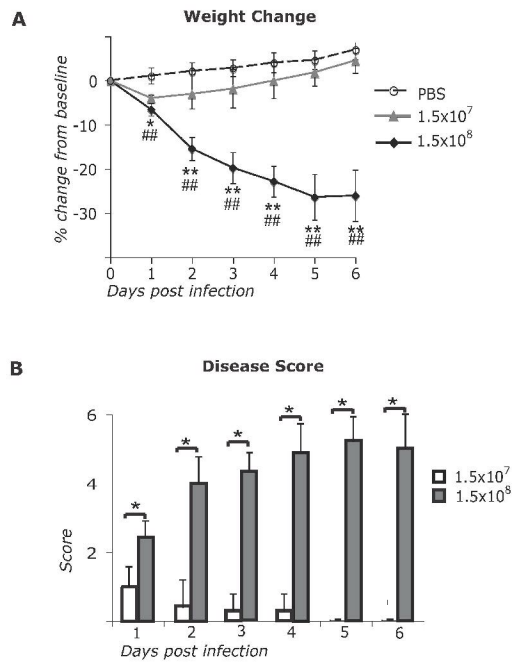 A
Weight Change
% change from baseline
0
-10
-20
-30
*
##
**
##
**
##
**
##
**
##
**
##
0 1 2 3 4 5 6
Days post infection
PBS
1.5x10⁷
1.5x10⁸
B
Disease Score
Score
6
4
2
* * * * * *
1 2 3 4 5 6
Days post infection
1.5x10⁷
1.5x10⁸